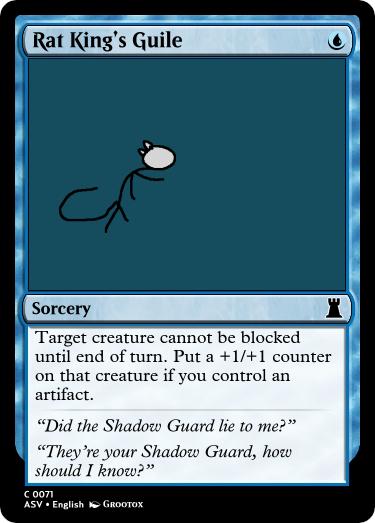 Rat King's Guile
Sorcery
Target creature cannot be blocked
until end of turn. Put a +1/+1 counter
on that creature if you control an
artifact.
“Did the Shadow Guard lie to me?”
“They’re your Shadow Guard, how
should I know?”
C 0071
ASV • English Grootox